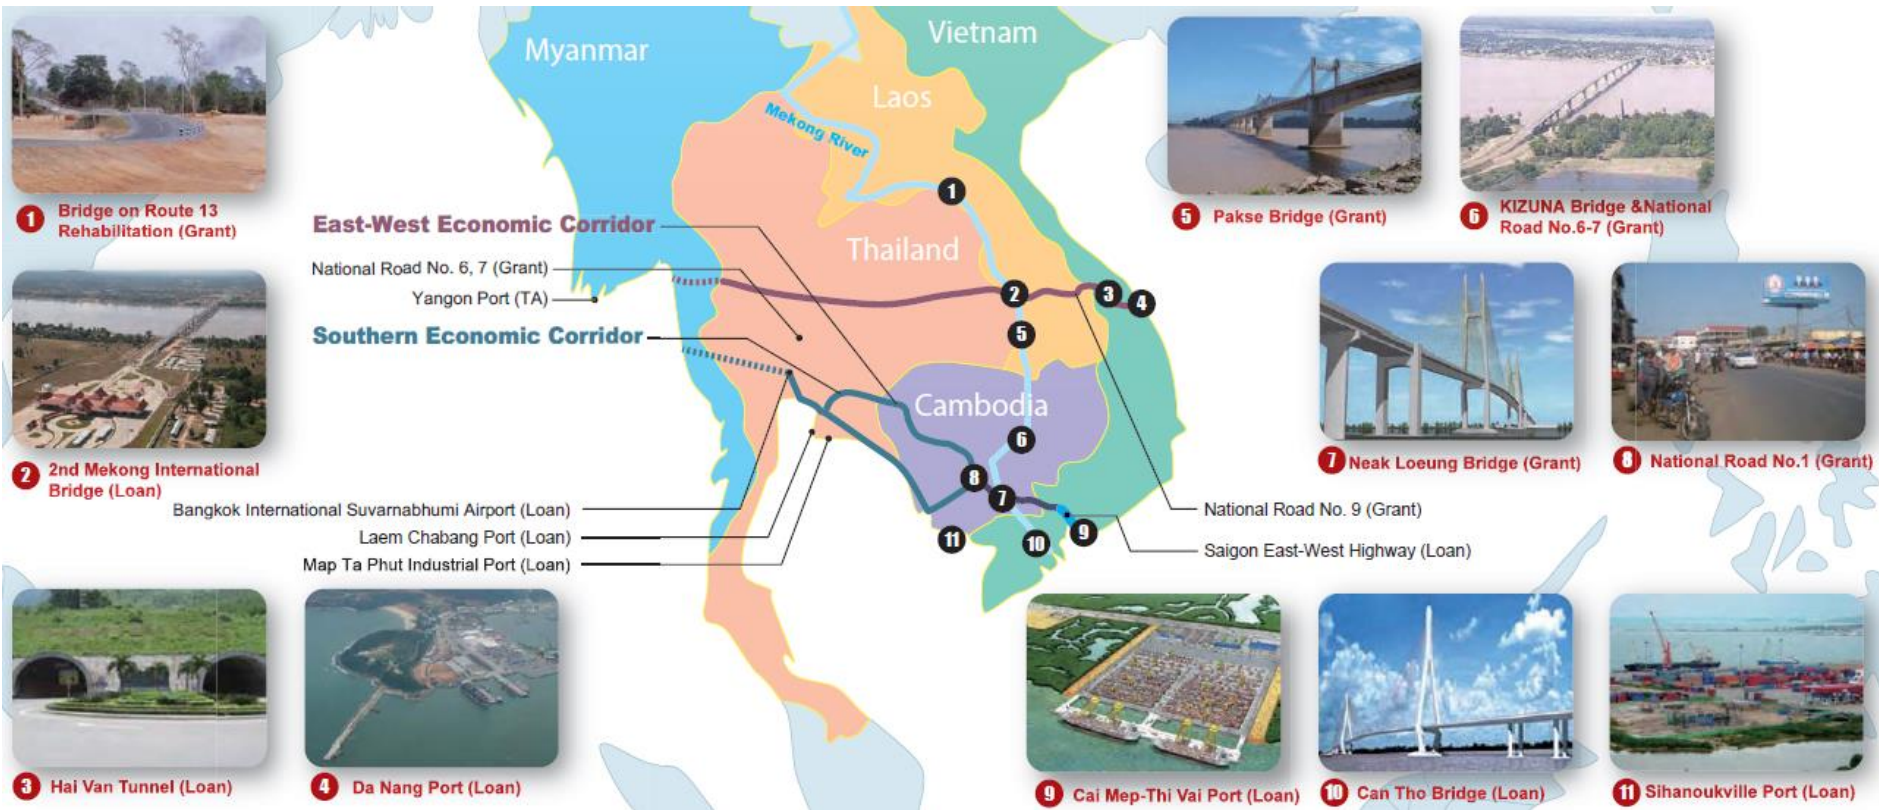 Myanmar
Vietnam
Laos
Mekong River
Thailand
Cambodia
East-West Economic Corridor
National Road No. 6, 7 (Grant)
Yangon Port (TA)
Southern Economic Corridor
Bangkok International Suvarnabhumi Airport (Loan)
Laem Chabang Port (Loan)
Map Ta Phut Industrial Port (Loan)
National Road No. 9 (Grant)
Saigon East-West Highway (Loan)
1
2
3
4
5
6
8
7
9
10
11
1 Bridge on Route 13
Rehabilitation (Grant)
2 2nd Mekong International
Bridge (Loan)
3 Hai Van Tunnel (Loan)
4 Da Nang Port (Loan)
5 Pakse Bridge (Grant)
6 KIZUNA Bridge &National
Road No.6-7 (Grant)
7 Neak Loeung Bridge (Grant)
8 National Road No.1 (Grant)
9 Cai Mep-Thi Vai Port (Loan)
10 Can Tho Bridge (Loan)
11 Sihanoukville Port (Loan)